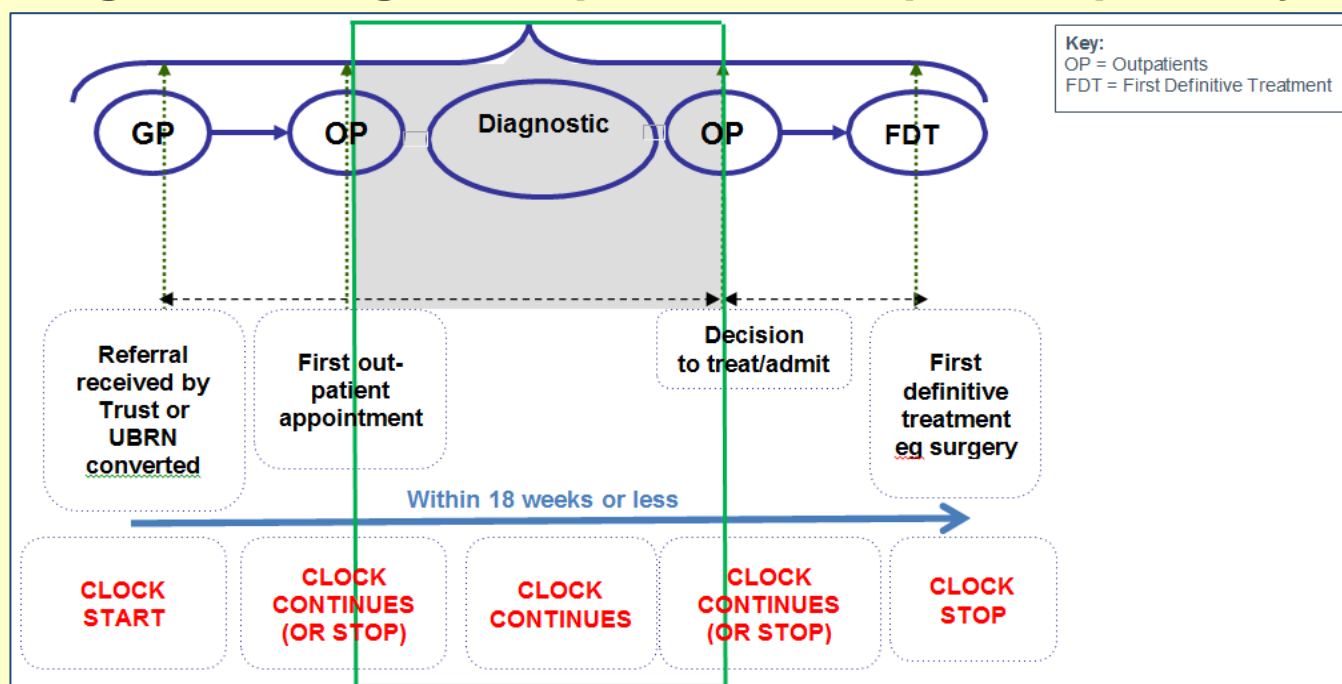 Key:
OP = Outpatients
FDT = First Definitive Treatment
GP
OP
Diagnostic
OP
FDT
Referral
received by
Trust or
UBRN
converted
First out-
patient
appointment
Decision
to treat/admit
First
definitive
treatment
eg surgery
Within 18 weeks or less
CLOCK
START
CLOCK
CONTINUES
(OR STOP)
CLOCK
CONTINUES
CLOCK
CONTINUES
(OR STOP)
CLOCK
STOP